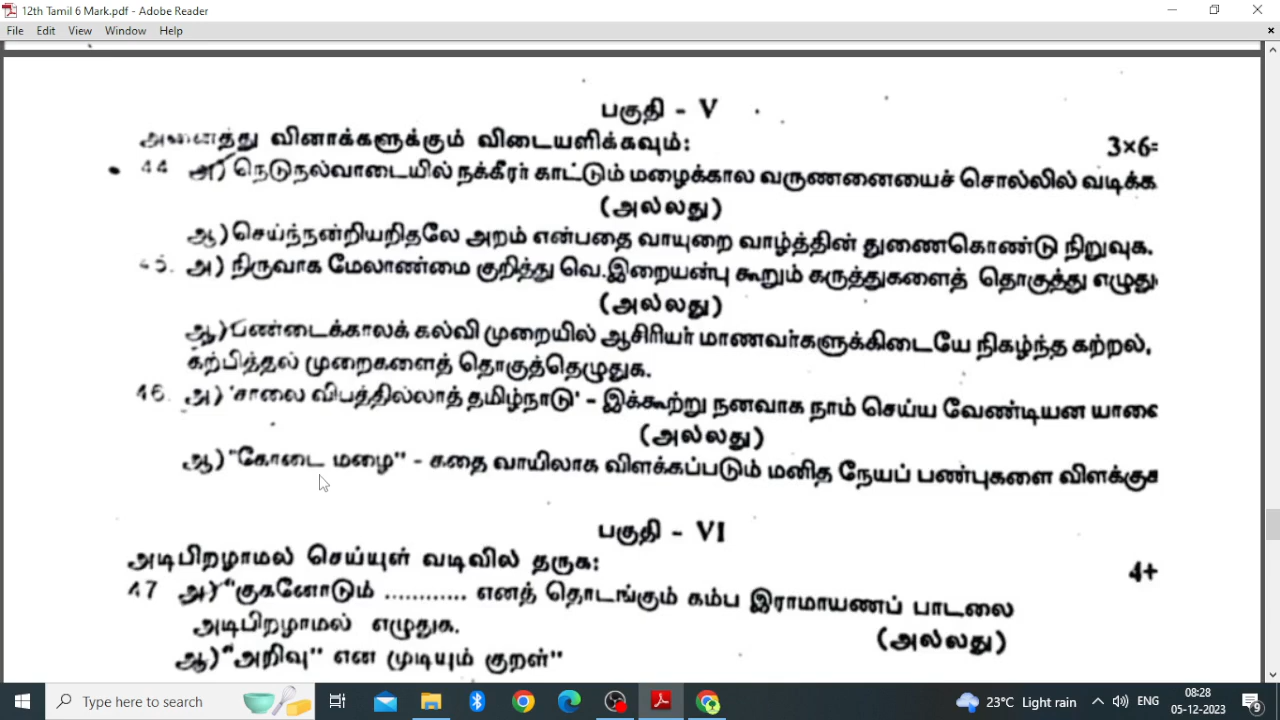 12th Tamil 6 Mark.pdf - Adobe Reader
File Edit View Window Help
பகுதி - V
அனைத்து வினாக்களுக்கும் விடையளிக்கவும்: 3×6=
44 அ) நெடுநல்வாடையில் நக்கீரர் காட்டும் மழைக்கால வருணனையைச் சொல்லில் வடிக்க
(அல்லது)
ஆ) செய்ந்நன்றியறிதலே அறம் என்பதை வாயுறை வாழ்த்தின் துணைகொண்டு நிறுவுக.
45. அ) நிருவாக மேலாண்மை குறித்து வெ.இறையன்பு கூறும் கருத்துகளைத் தொகுத்து எழுது
(அல்லது)
ஆ) பண்டைக்காலக் கல்வி முறையில் ஆசிரியர் மாணவர்களுக்கிடையே நிகழ்ந்த கற்றல்,
கற்பித்தல் முறைகளைத் தொகுத்தெழுதுக.
46. அ) 'சாலை விபத்தில்லாத் தமிழ்நாடு' - இக்கூற்று நனவாக நாம் செய்ய வேண்டியன
(அல்லது)
ஆ) "கோடை மழை" - கதை வாயிலாக விளக்கப்படும் மனித நேயப் பண்புகளை விளக்குக
பகுதி - VI
அடிபிறழாமல் செய்யுள் வடிவில் தருக: 4+
47 அ) "குகனோடும் ............ எனத் தொடங்கும் கம்ப இராமாயணப் பாடலை
அடிபிறழாமல் எழுதுக. (அல்லது)
ஆ) "அறிவு" என முடியும் குறள்"
Type here to search
23°C Light rain ENG 08:28
05-12-2023 9